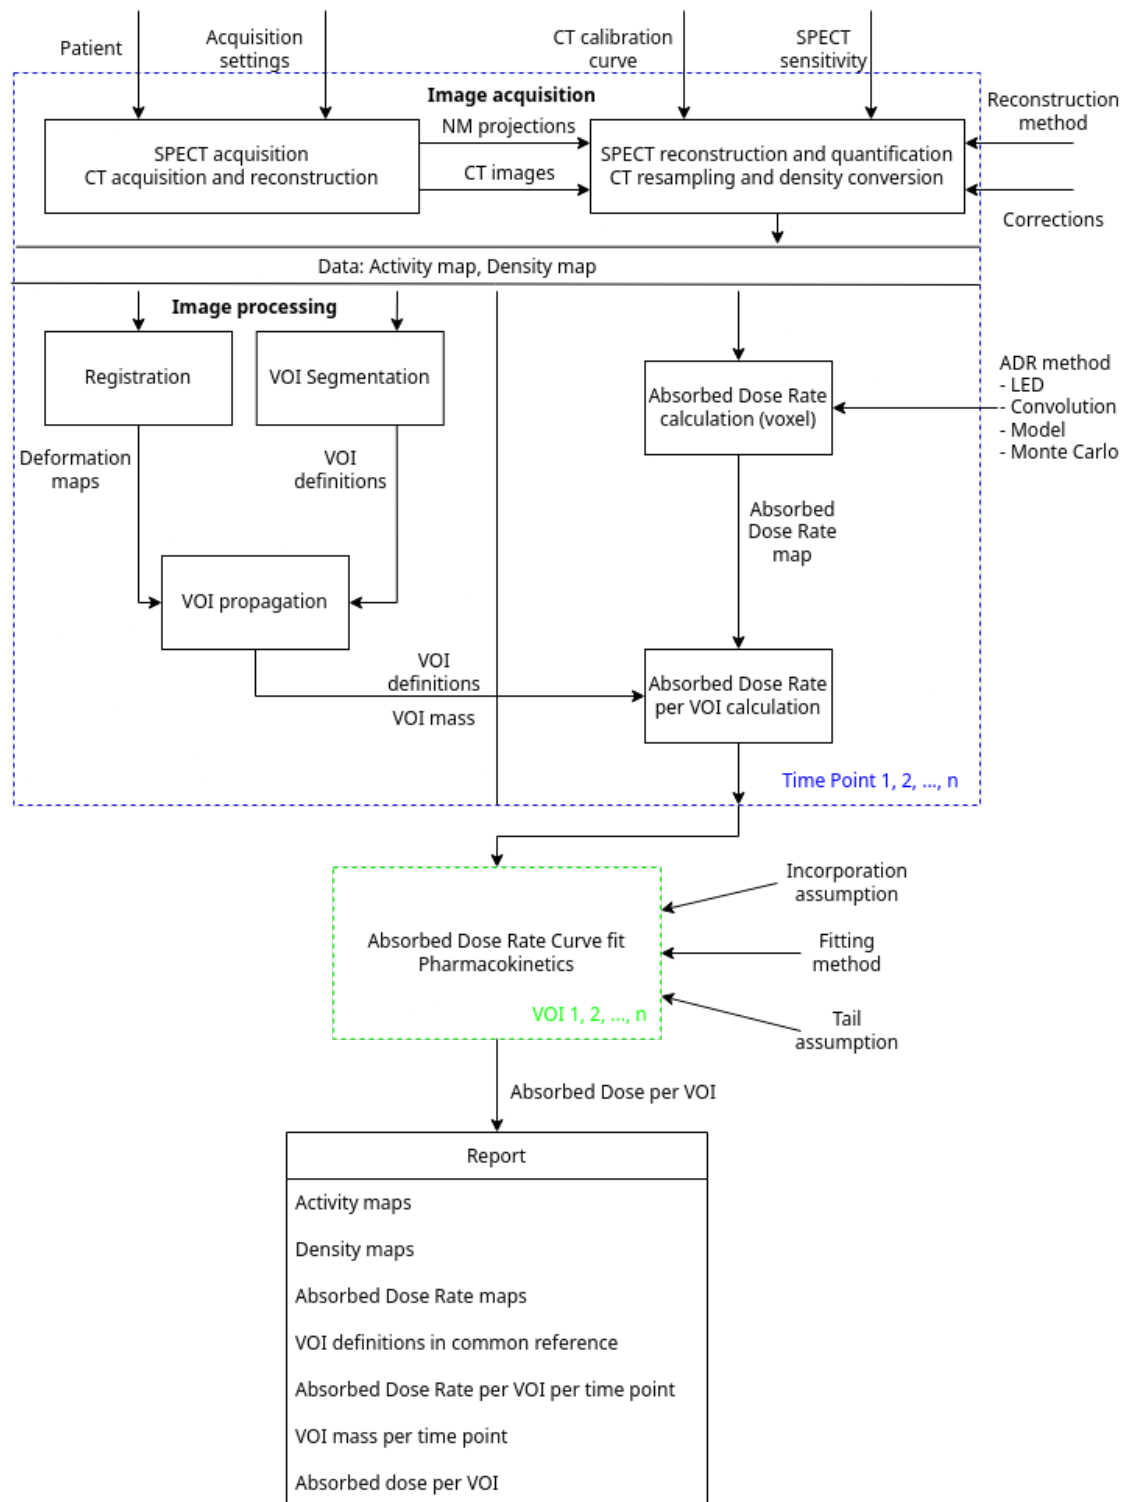 Patient
Acquisition
settings
CT calibration
curve
SPECT
sensitivity
Image acquisition
Reconstruction
method
NM projections
SPECT acquisition
CT acquisition and reconstruction
CT images
SPECT reconstruction and quantification
CT resampling and density conversion
Corrections
Data: Activity map, Density map
Image processing
Registration
VOI Segmentation
Absorbed Dose Rate
calculation (voxel)
ADR method
- LED
- Convolution
- Model
- Monte Carlo
Deformation
maps
VOI
definitions
Absorbed
Dose Rate
map
VOI propagation
VOI
definitions
VOI mass
Absorbed Dose Rate
per VOI calculation
Time Point 1, 2, ..., n
Incorporation
assumption
Absorbed Dose Rate Curve fit
Pharmacokinetics
Fitting
method
VOI 1, 2, ..., n
Tail
assumption
Absorbed Dose per VOI
Report
Activity maps
Density maps
Absorbed Dose Rate maps
VOI definitions in common reference
Absorbed Dose Rate per VOI per time point
VOI mass per time point
Absorbed dose per VOI